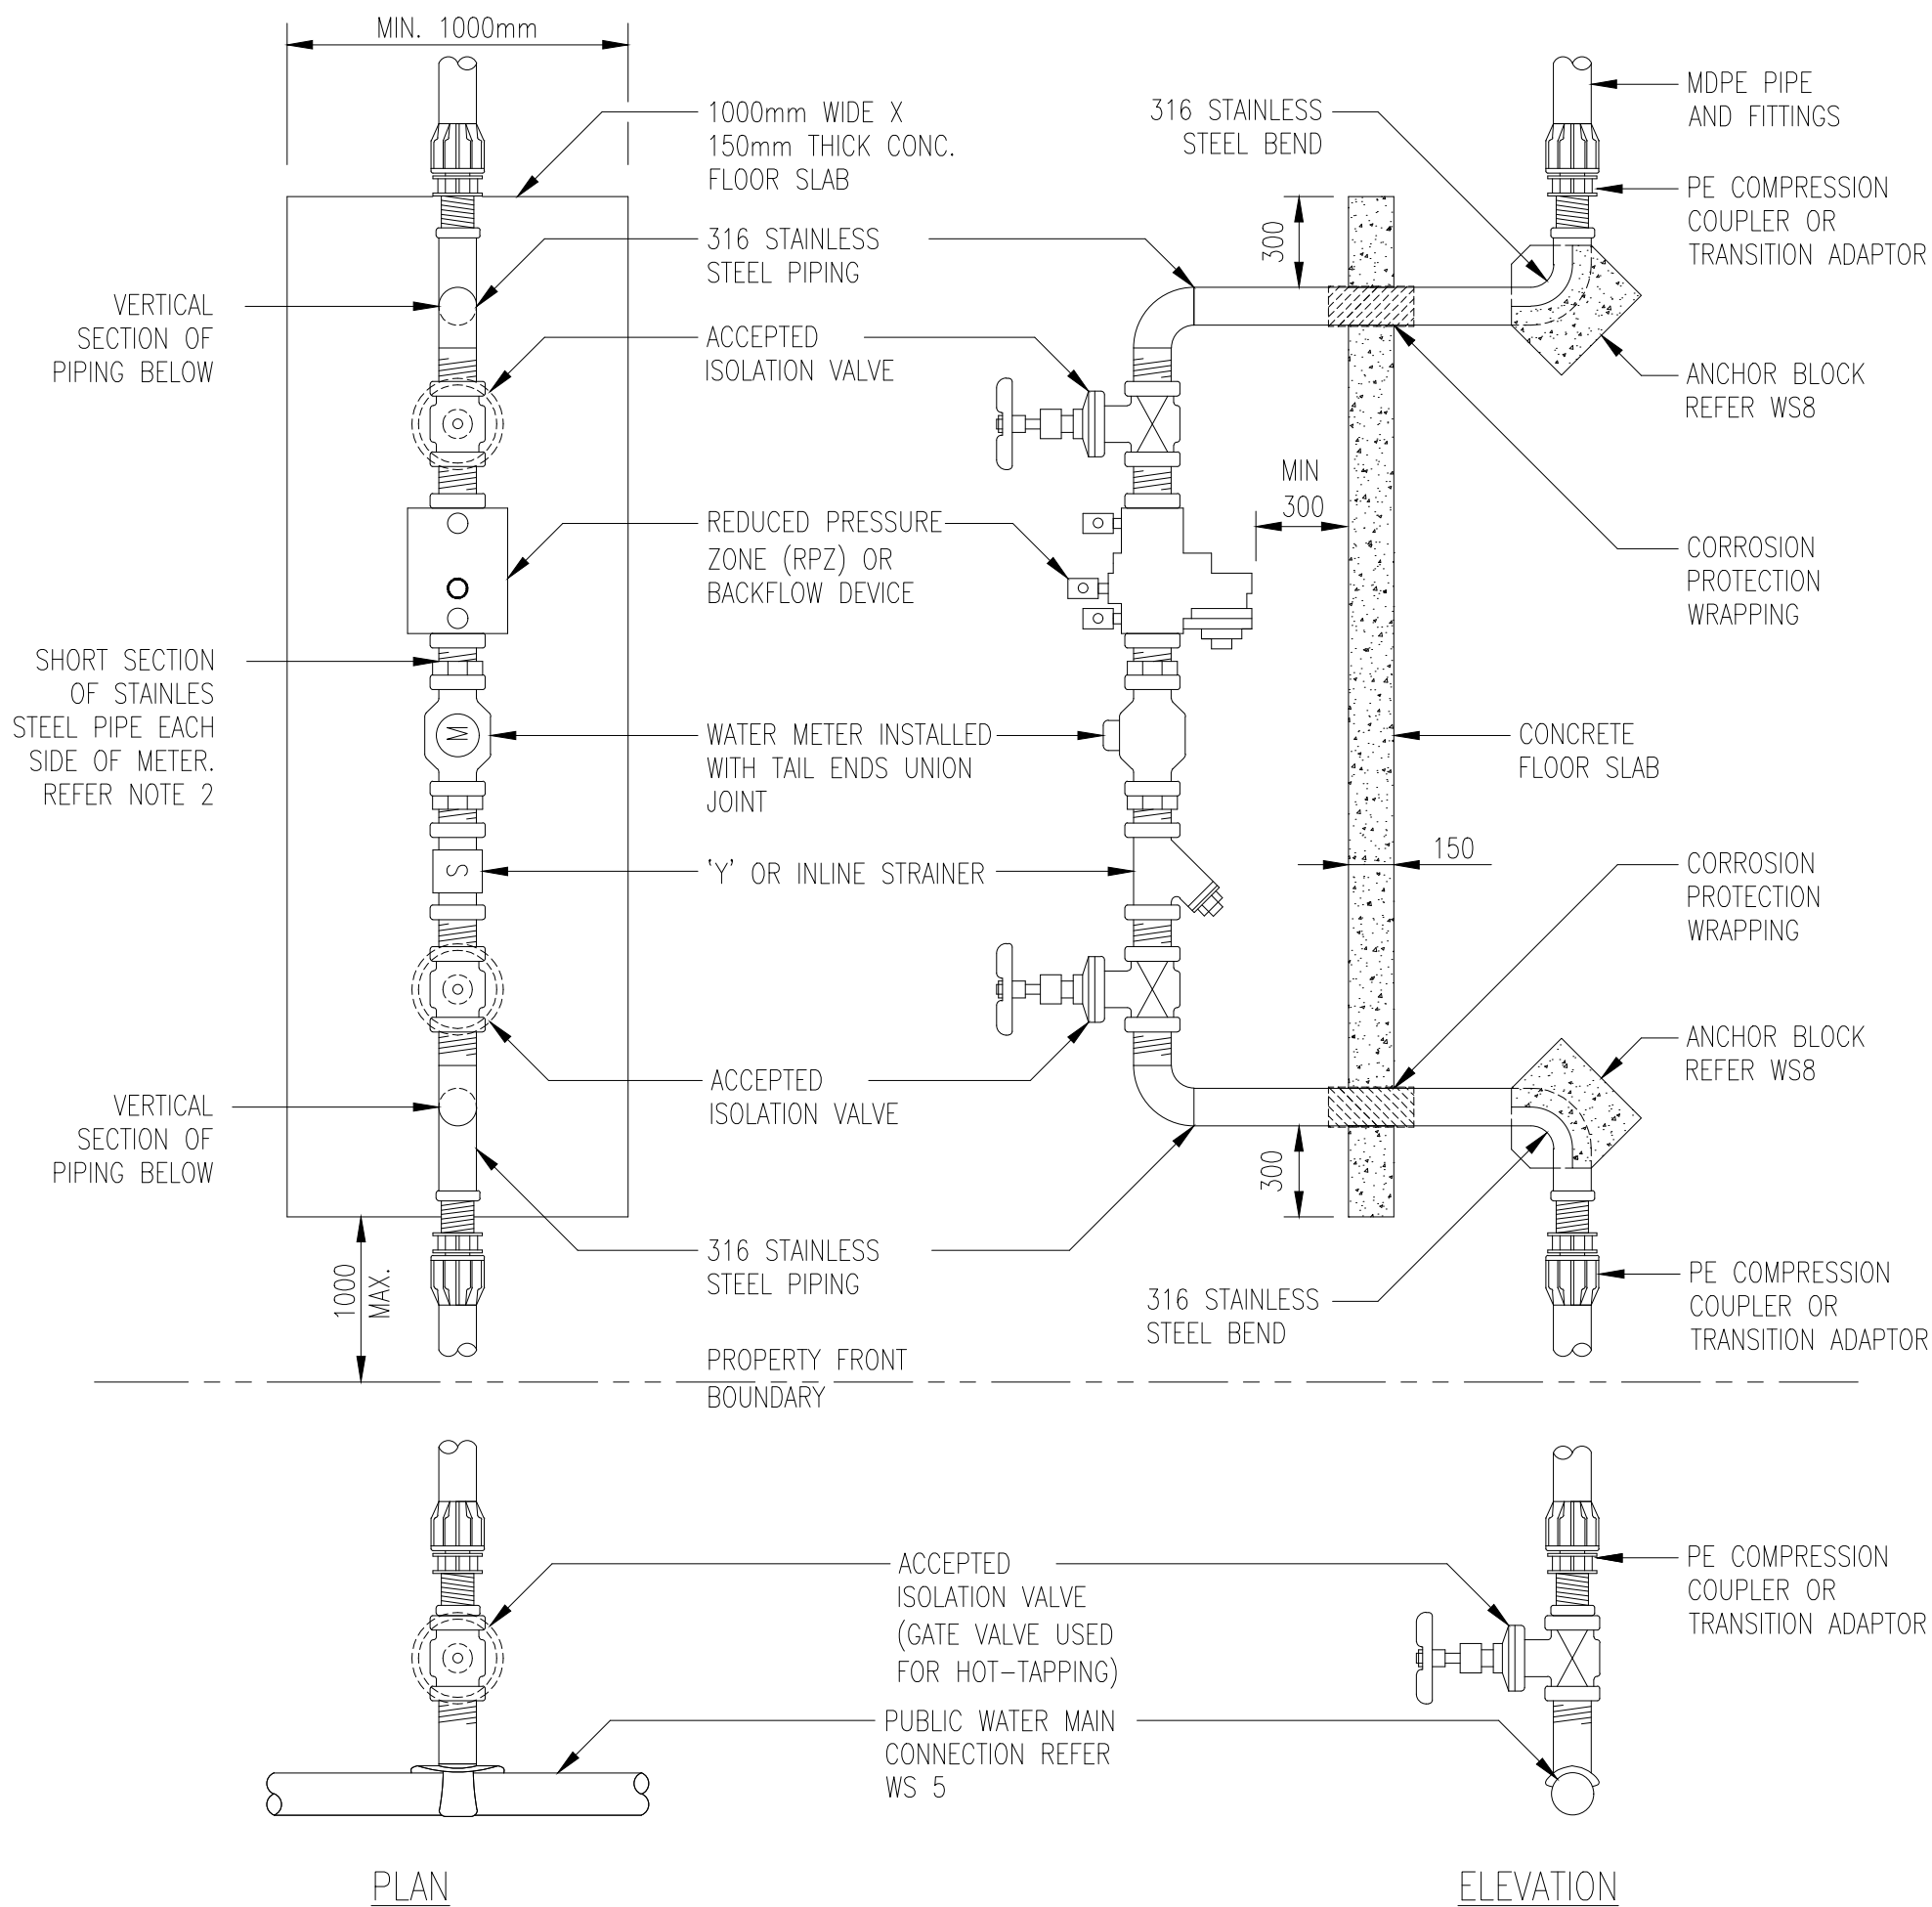 MIN. 1000mm
1000mm WIDE X
150mm THICK CONC.
FLOOR SLAB
316 STAINLESS
STEEL BEND
MDPE PIPE
AND FITTINGS
PE COMPRESSION
COUPLER OR
TRANSITION ADAPTOR
316 STAINLESS
STEEL PIPING
300
VERTICAL
SECTION OF
PIPING BELOW
ACCEPTED
ISOLATION VALVE
ANCHOR BLOCK
REFER WS8
MIN
300
REDUCED PRESSURE
ZONE (RPZ) OR
BACKFLOW DEVICE
CORROSION
PROTECTION
WRAPPING
SHORT SECTION
OF STAINLES
STEEL PIPE EACH
SIDE OF METER.
REFER NOTE 2
M
WATER METER INSTALLED
WITH TAIL ENDS UNION
JOINT
CONCRETE
FLOOR SLAB
S
'Y' OR INLINE STRAINER
150
CORROSION
PROTECTION
WRAPPING
ACCEPTED
ISOLATION VALVE
ANCHOR BLOCK
REFER WS8
VERTICAL
SECTION OF
PIPING BELOW
300
316 STAINLESS
STEEL PIPING
1000
MAX.
316 STAINLESS
STEEL BEND
PE COMPRESSION
COUPLER OR
TRANSITION ADAPTOR
PROPERTY FRONT
BOUNDARY
ACCEPTED
ISOLATION VALVE
(GATE VALVE USED
FOR HOT-TAPPING)
PE COMPRESSION
COUPLER OR
TRANSITION ADAPTOR
PUBLIC WATER MAIN
CONNECTION REFER
WS 5
PLAN
ELEVATION